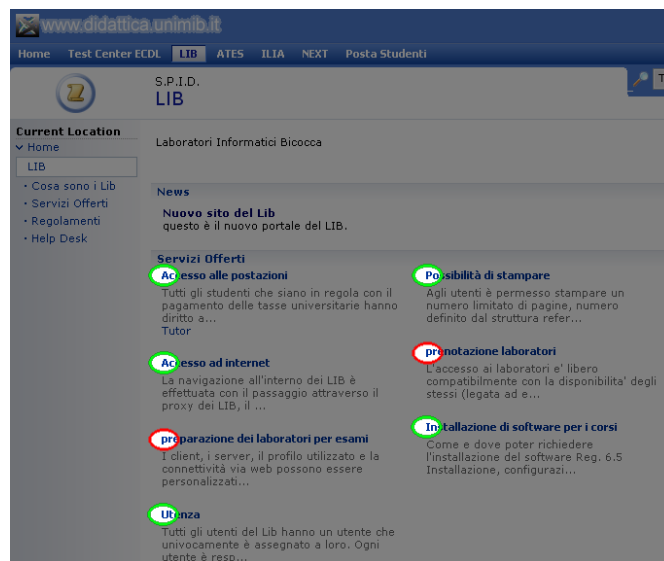 www.didattica.unimib.it
Home Test Center ECDL LIB ATES ILIA NEXT Posta Studenti
S.P.I.D.
LIB
T
Current Location
Home
LIB
Cosa sono i Lib
Servizi Offerti
Regolamenti
Help Desk
Laboratori Informatici Bicocca
News
Nuovo sito del Lib
questo è il nuovo portale del LIB.
Servizi Offerti
Accesso alle postazioni
Tutti gli studenti che siano in regola con il
pagamento delle tasse universitarie hanno
diritto a...
Tutor
Accesso ad internet
La navigazione all'interno dei LIB è
effettuata con il passaggio attraverso il
proxy dei LIB, il ...
preparazione dei laboratori per esami
I client, i server, il profilo utilizzato e la
connettività via web possono essere
personalizzati...
Utenza
Tutti gli utenti del Lib hanno un utente che
univocamente è assegnato a loro. Ogni
utente è resp...
Possibilità di stampare
Agli utenti è permesso stampare un
numero limitato di pagine, numero
definito dal struttura refer...
prenotazione laboratori
L'accesso ai laboratori e' libero
compatibilmente con la disponibilita' degli
stessi (legata ad e...
Installazione di software per i corsi
Come e dove poter richiedere
l'installazione del software Reg. 6.5
Installazione, configurazi...